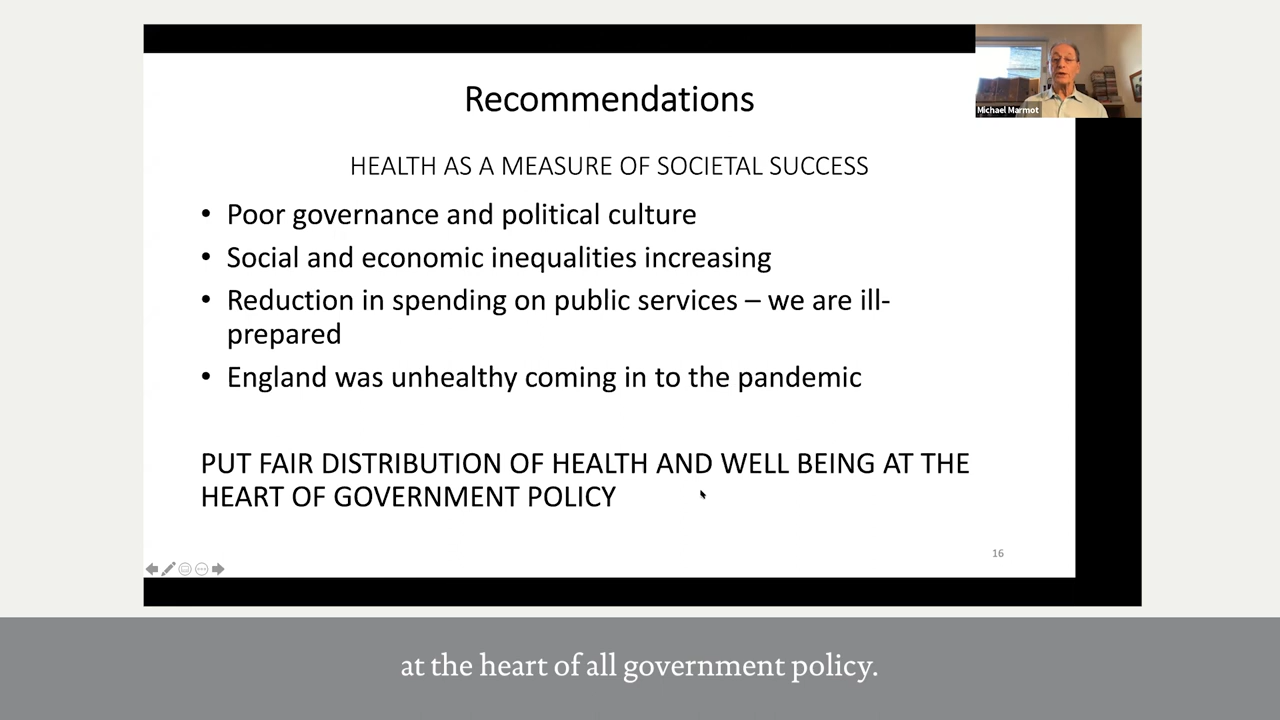 Recommendations
Michael Marmot
HEALTH AS A MEASURE OF SOCIETAL SUCCESS
• Poor governance and political culture
• Social and economic inequalities increasing
• Reduction in spending on public services – we are ill-
prepared
• England was unhealthy coming in to the pandemic
PUT FAIR DISTRIBUTION OF HEALTH AND WELL BEING AT THE
HEART OF GOVERNMENT POLICY
16
at the heart of all government policy.